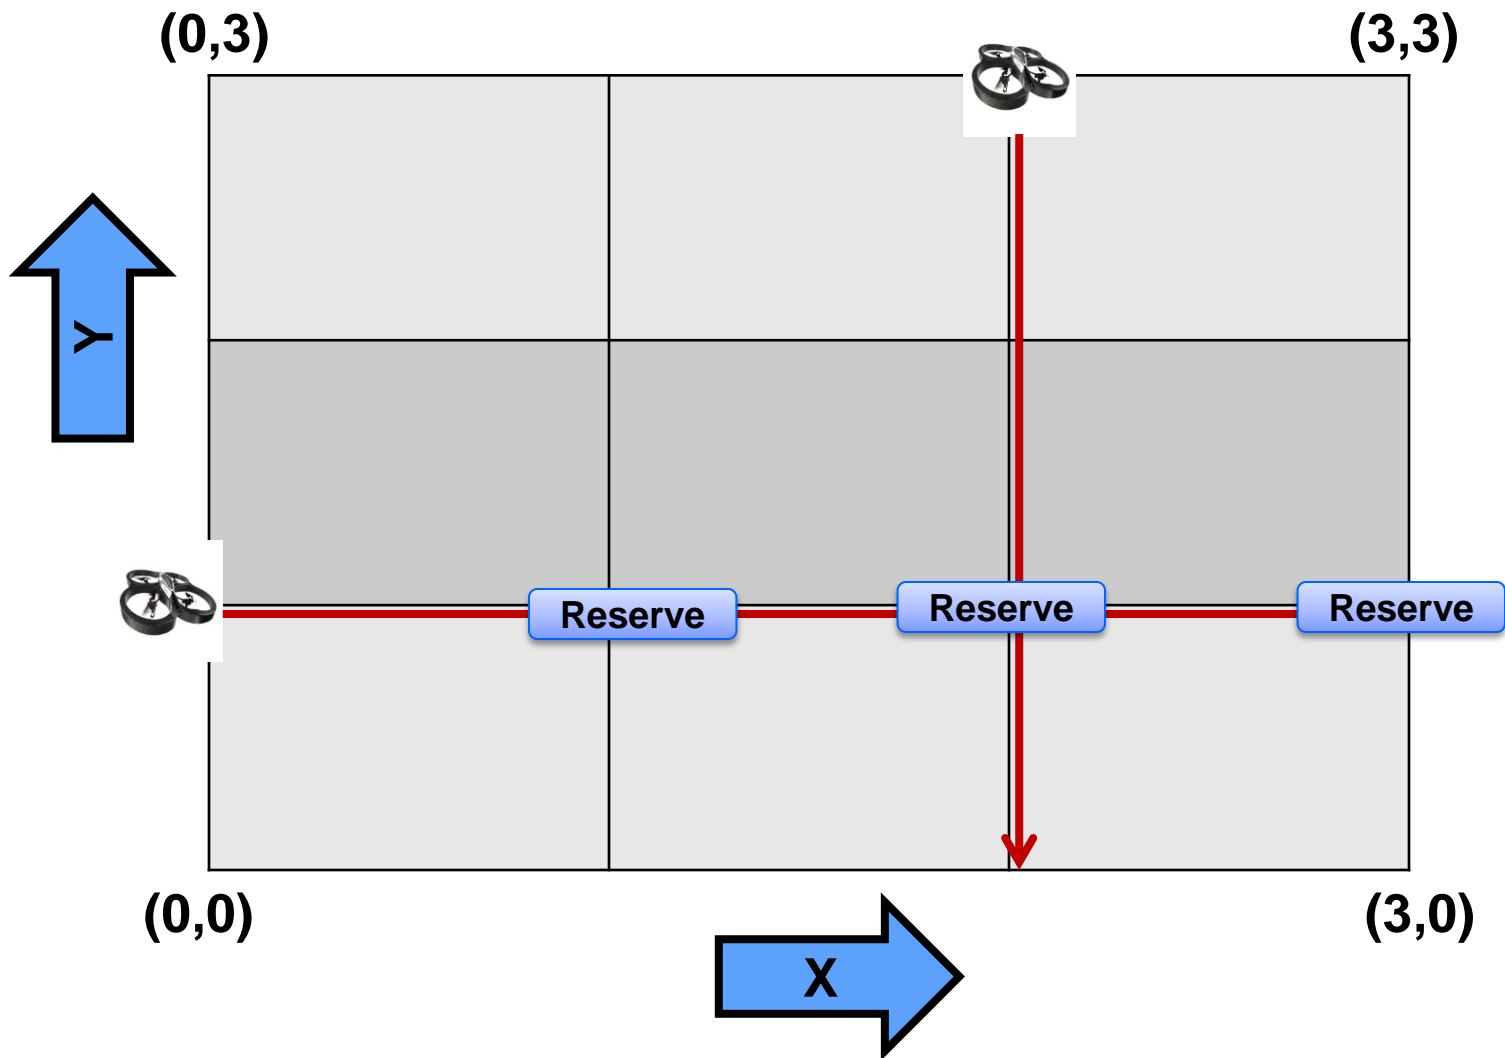 (0,3)
(3,3)
Y
Reserve
Reserve
Reserve
(0,0)
(3,0)
X